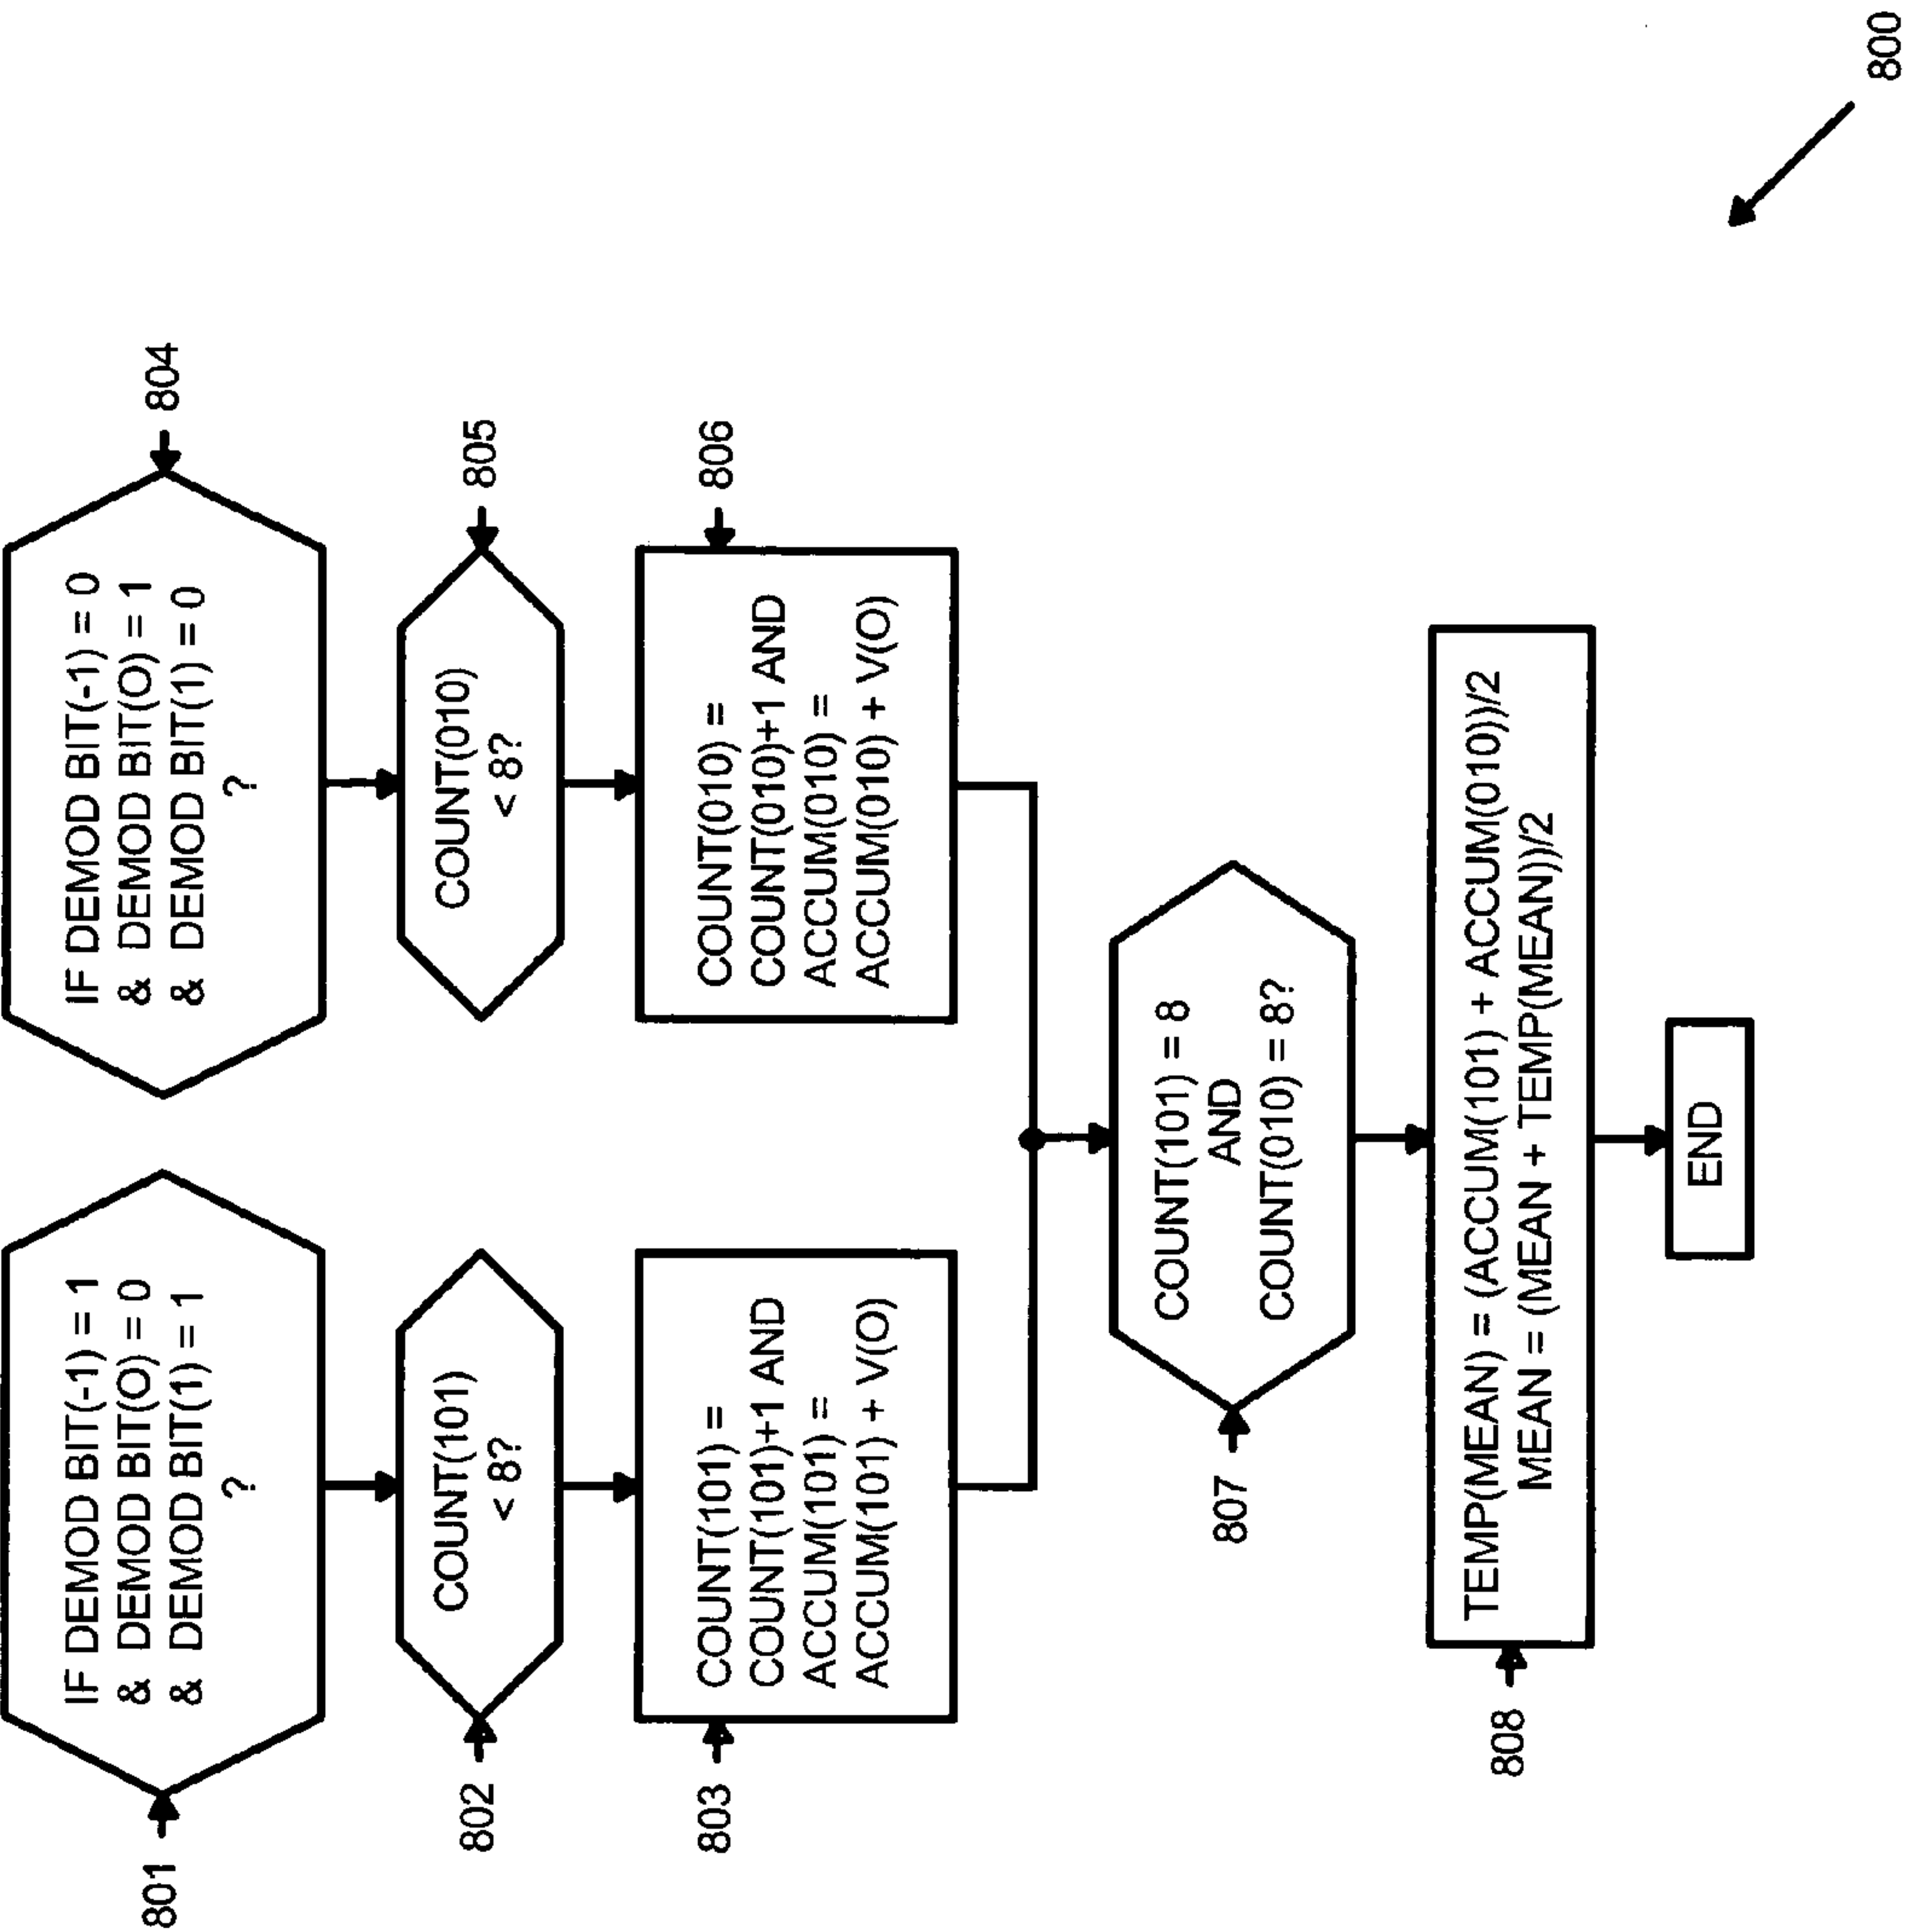 801
IF DEMOD BIT(-1) = 1
& DEMOD BIT(O) = 0
& DEMOD BIT(1) = 1
?
802
COUNT(101)
< 8?
803
COUNT(101) =
COUNT(101)+1 AND
ACCUM(101) =
ACCUM(101) + V(O)
IF DEMOD BIT(-1) = 0
& DEMOD BIT(O) = 1
& DEMOD BIT(1) = 0
?
804
COUNT(010)
< 8?
805
COUNT(010) =
COUNT(010)+1 AND
ACCUM(010) =
ACCUM(010) + V(O)
806
807
COUNT(101) = 8
AND
COUNT(010) = 8?
808
TEMP(MEAN) = (ACCUM(101) + ACCUM(010))/2
MEAN = (MEAN + TEMP(MEAN))/2
END
800